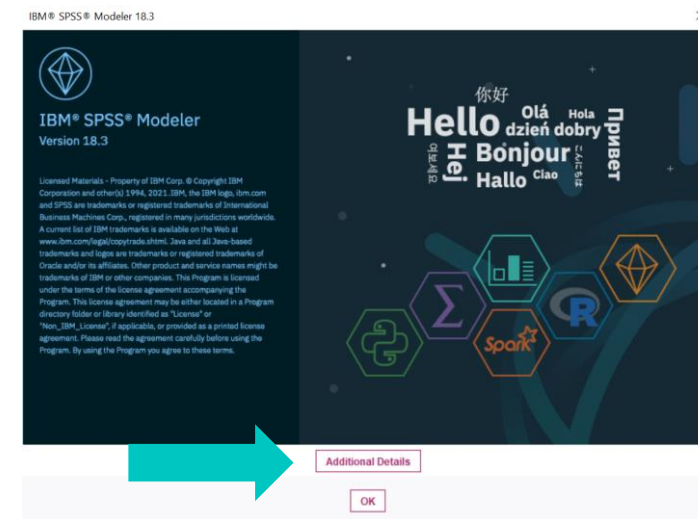 IBM® SPSS® Modeler 18.3
IBM® SPSS® Modeler
Version 18.3
Licensed Materials - Property of IBM Corp. © Copyright IBM
Corporation and other(s) 1994, 2021 .IBM, the IBM logo, ibm.com
and SPSS are trademarks or registered trademarks of International
Business Machines Corp., registered in many jurisdictions worldwide.
A current list of IBM trademarks is available on the Web at
www.ibm.com/legal/copytrade.shtml. Java and all Java-based
trademarks and logos are trademarks or registered trademarks of
Oracle and/or its affiliates. Other product and service names might be
trademarks of IBM or other companies. This Program is licensed
under the terms of the license agreement accompanying the
Program. This license agreement may be either located in a Program
directory folder or library identified as "License" or
"Non_IBM_License", if applicable, or provided as a printed license
agreement. Please read the agreement carefully before using the
Program. By using the Program you agree to these terms.
你好
Hello
Olá
Hola
dzień dobry
Привет
여보세요
Hej
Bonjour
こんにちは
Hallo
Ciao
Σ
Spark
R
Additional Details
OK